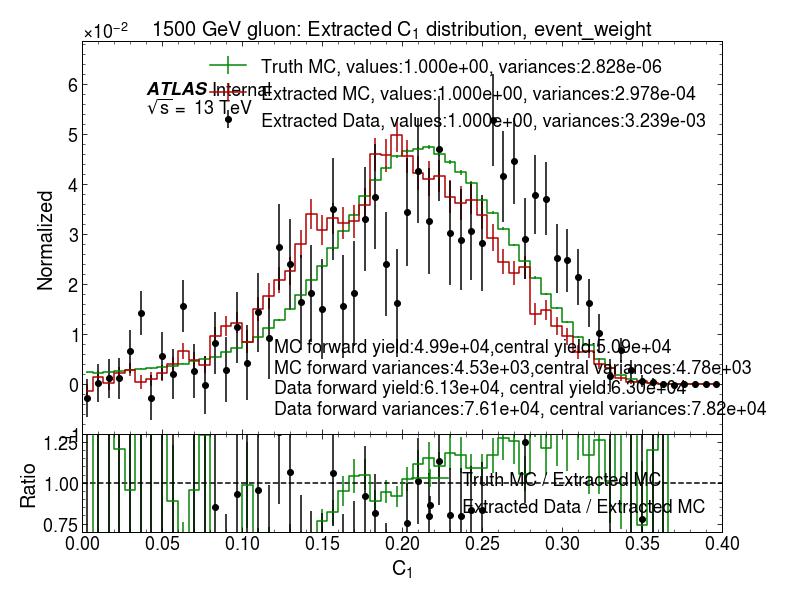 ×10−2 1500 GeV gluon: Extracted C1 distribution, event_weight
Truth MC, values:1.000e+00, variances:2.828e-06
ATLAS Internal
Extracted MC, values:1.000e+00, variances:2.978e-04
√s = 13 TeV
Extracted Data, values:1.000e+00, variances:3.239e-03
6
5
4
3
2
1
0
1
Normalized
MC forward yield:4.99e+04,central yield:5.09e+04
MC forward variances:4.53e+03,central variances:4.78e+03
Data forward yield:6.13e+04, central yield:6.30e+04
Data forward variances:7.61e+04, central variances:7.82e+04
1.25
1.00
0.75
Ratio
Truth MC / Extracted MC
Extracted Data / Extracted MC
0.00 0.05 0.10 0.15 0.20 0.25 0.30 0.35 0.40
C1